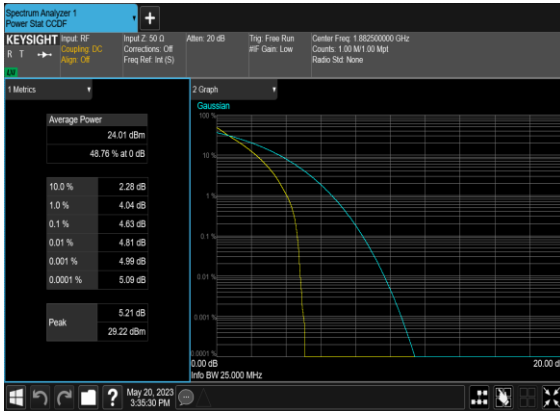 Spectrum Analyzer 1
Power Stat CCDF
+
KEYSIGHT
R T
LXI
Input: RF
Coupling: DC
Align: Off
Input Z: 50 Ω
Corrections: Off
Freq Ref: Int (S)
Atten: 20 dB
Trig: Free Run
#IF Gain: Low
Center Freq: 1.882500000 GHz
Counts: 1.00 M/1.00 Mpt
Radio Std: None
1 Metrics
Average Power
24.01 dBm
48.76 % at 0 dB
10.0 % 2.28 dB
1.0 % 4.04 dB
0.1 % 4.63 dB
0.01 % 4.81 dB
0.001 % 4.99 dB
0.0001 % 5.09 dB
Peak
5.21 dB
29.22 dBm
2 Graph
Gaussian
100 %
10 %
1 %
0.1 %
0.01 %
0.001 %
0.0001 %
0.00 dB
20.00 d
Info BW 25.000 MHz
?
May 20, 2023
3:35:30 PM